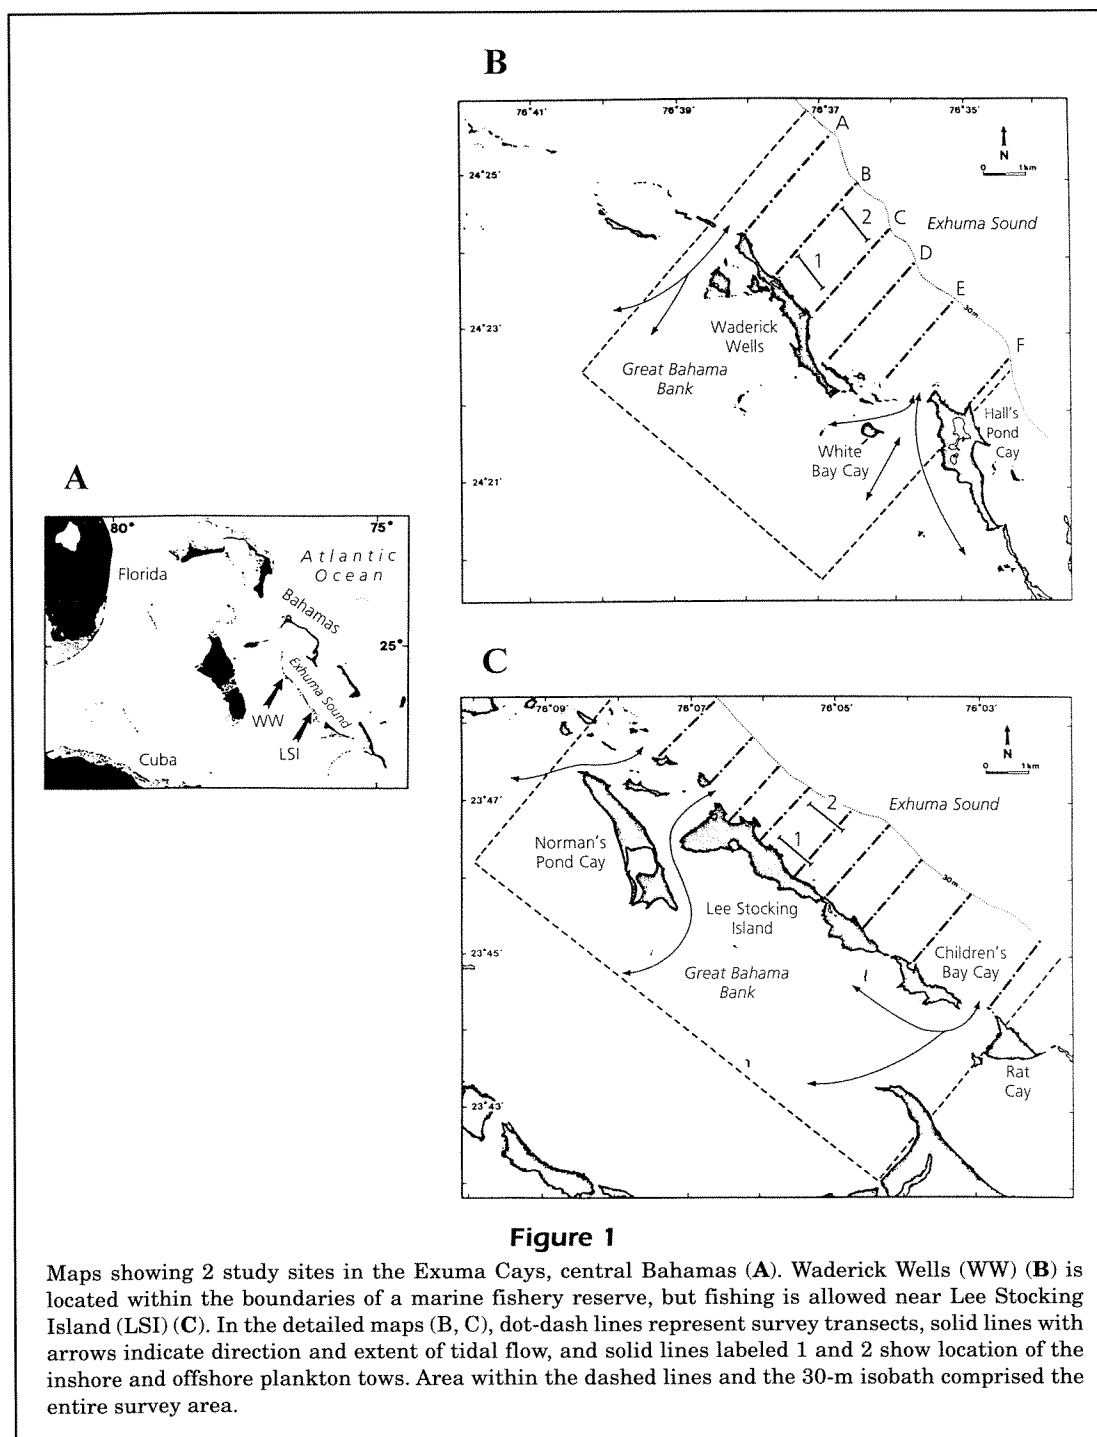 B
76°41'
76°39'
76°37'
76°35'
A
B
C
D
E
F
N
0 1km
24°25'
24°23'
24°21'
Exhuma Sound
2
1
30m
Waderick
Wells
Great Bahama
Bank
White
Bay Cay
Hall's
Pond
Cay
A
80°
75°
25°
Florida
Atlantic
Ocean
Bahamas
Exhuma Sound
WW
LSI
Cuba
C
76°09'
76°07'
76°05'
76°03'
N
0 1km
23°47'
23°45'
23°43'
Exhuma Sound
2
1
30m
Norman's
Pond Cay
Lee Stocking
Island
Great Bahama
Bank
Children's
Bay Cay
Rat
Cay
Figure 1
Maps showing 2 study sites in the Exuma Cays, central Bahamas (A). Waderick Wells (WW) (B) is
located within the boundaries of a marine fishery reserve, but fishing is allowed near Lee Stocking
Island (LSI) (C). In the detailed maps (B, C), dot-dash lines represent survey transects, solid lines with
arrows indicate direction and extent of tidal flow, and solid lines labeled 1 and 2 show location of the
inshore and offshore plankton tows. Area within the dashed lines and the 30-m isobath comprised the
entire survey area.